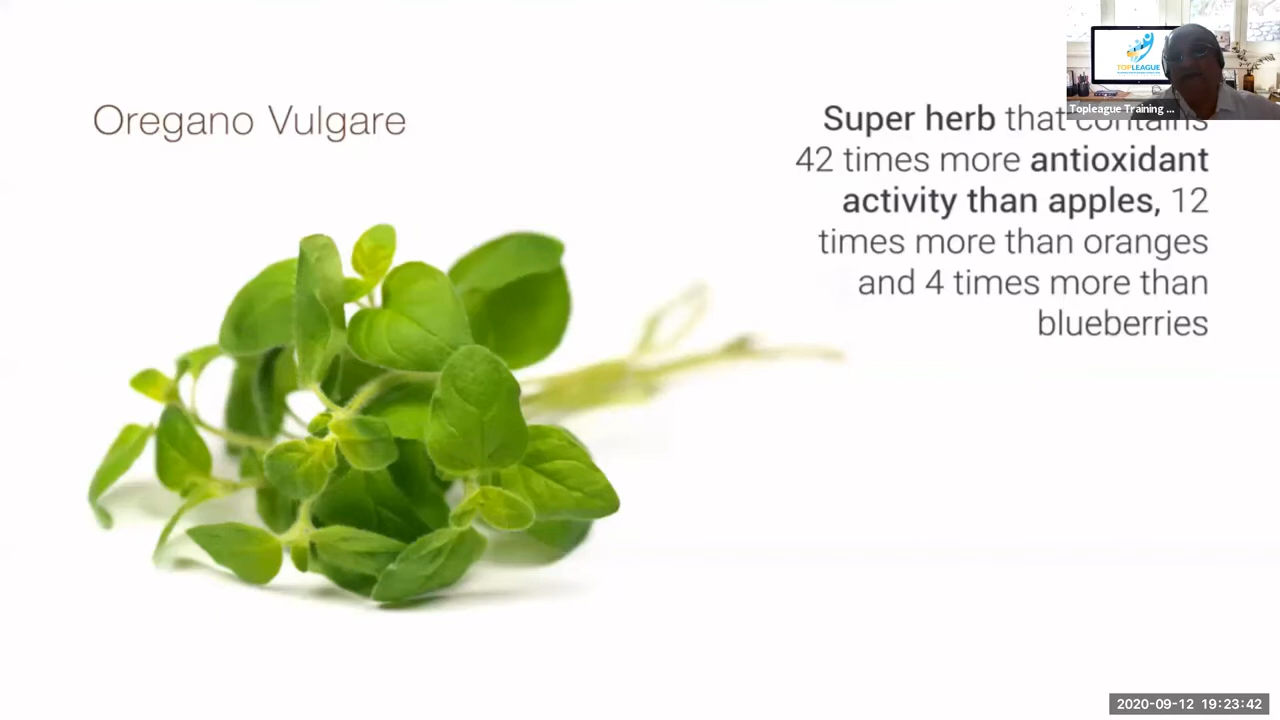 Oregano Vulgare
Super herb that contains
42 times more antioxidant
activity than apples, 12
times more than oranges
and 4 times more than
blueberries
TOPLEAGUE
Topleague Training ...
2020-09-12 19:23:42